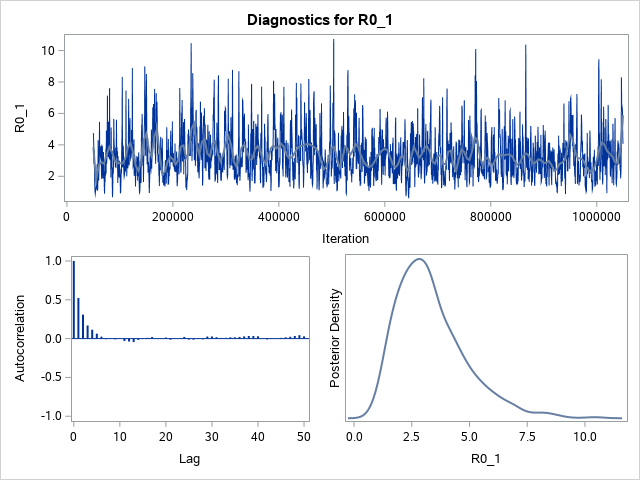 Diagnostics for R0_1
R0_1
10
8
6
4
2
0 200000 400000 600000 800000 1000000
Iteration
Autocorrelation
1.0
0.5
0.0
-0.5
-1.0
0 10 20 30 40 50
Lag
Posterior Density
0.0 2.5 5.0 7.5 10.0
R0_1